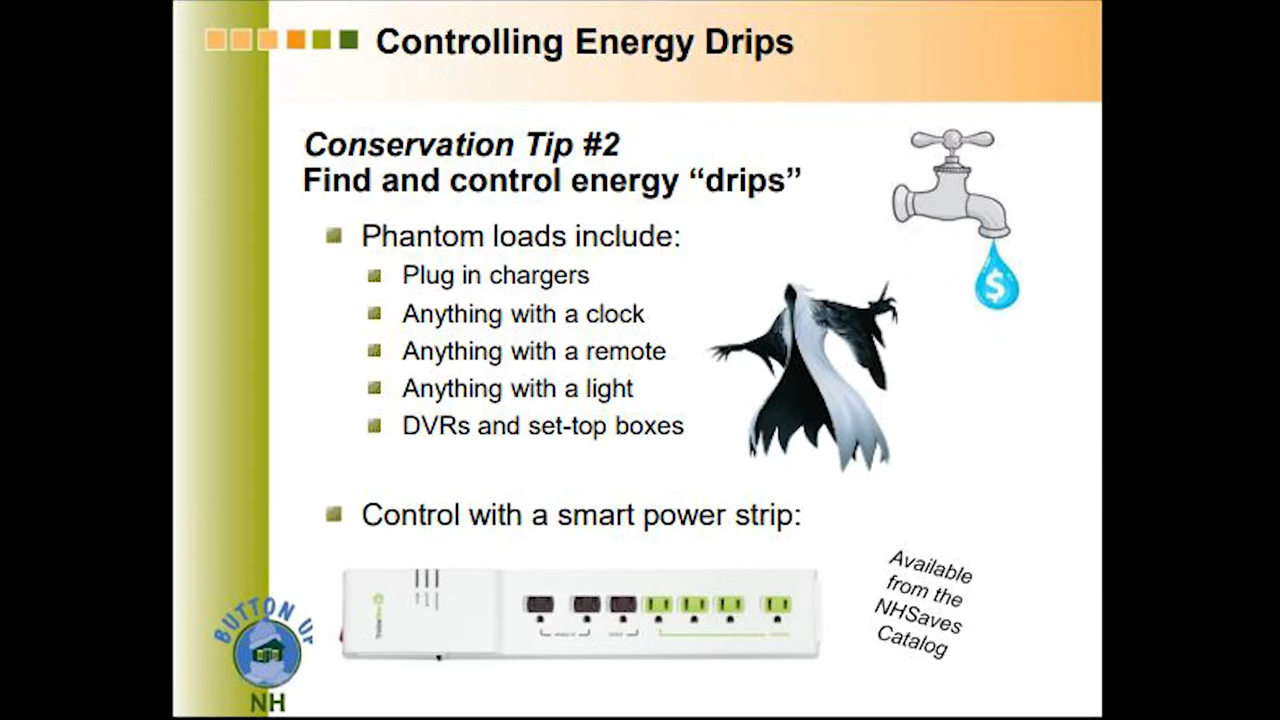 Controlling Energy Drips
Conservation Tip #2
Find and control energy “drips”
Phantom loads include:
Plug in chargers
Anything with a clock
Anything with a remote
Anything with a light
DVRs and set-top boxes
$
Control with a smart power strip:
Available
from the
NHSaves
Catalog
BUTTON UP
NH